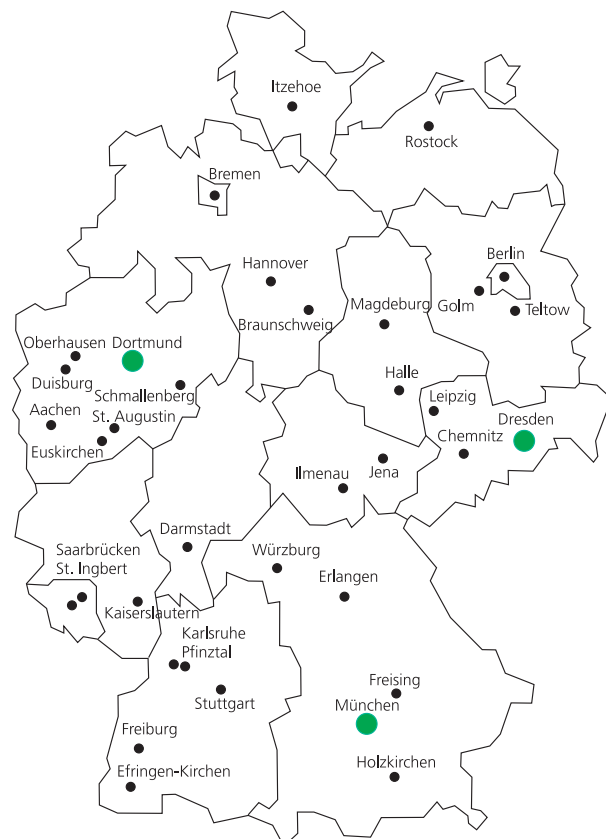 Itzehoe
Rostock
Bremen
Hannover
Braunschweig
Berlin
Magdeburg
Golm
Teltow
Oberhausen
Dortmund
Duisburg
Schmallenberg
Aachen
St. Augustin
Euskirchen
Halle
Leipzig
Dresden
Chemnitz
Ilmenau
Jena
Darmstadt
Würzburg
Saarbrücken
St. Ingbert
Kaiserslautern
Erlangen
Karlsruhe
Pfinztal
Stuttgart
Freising
München
Freiburg
Efringen-Kirchen
Holzkirchen